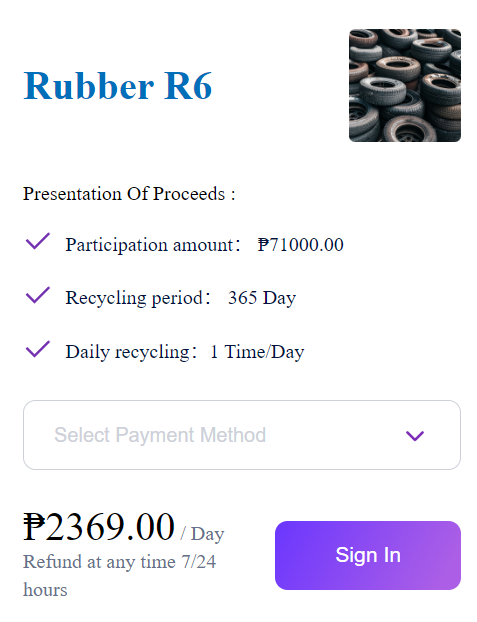 Rubber R6
Presentation Of Proceeds :
Participation amount： ₱71000.00
Recycling period： 365 Day
Daily recycling：1 Time/Day
Select Payment Method
₱2369.00 / Day
Refund at any time 7/24
hours
Sign In